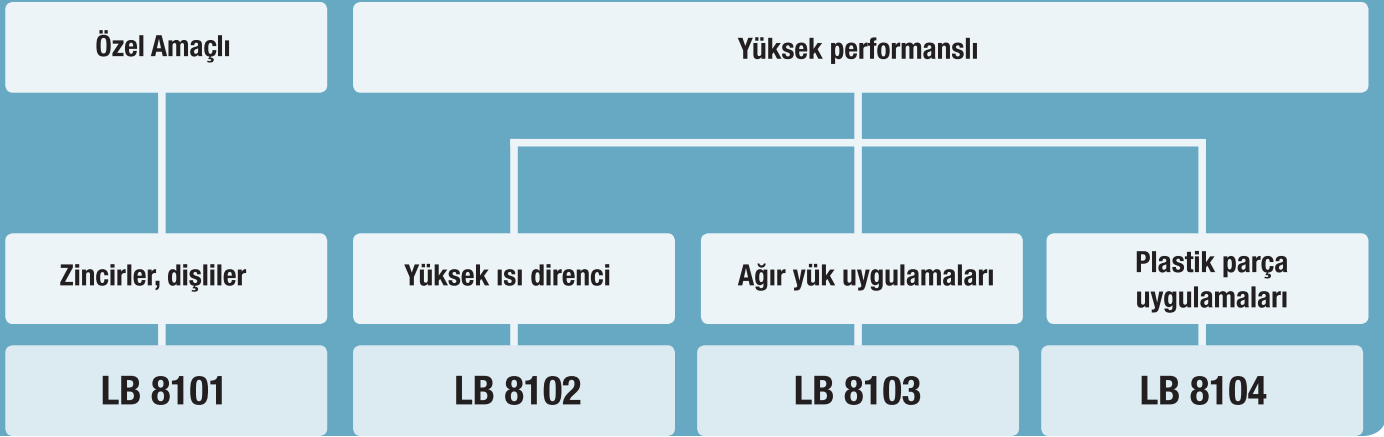 Özel Amaçlı
Yüksek performanslı
Zincirler, dişliler
Yüksek ısı direnci
Ağır yük uygulamaları
Plastik parça
uygulamaları
LB 8101
LB 8102
LB 8103
LB 8104